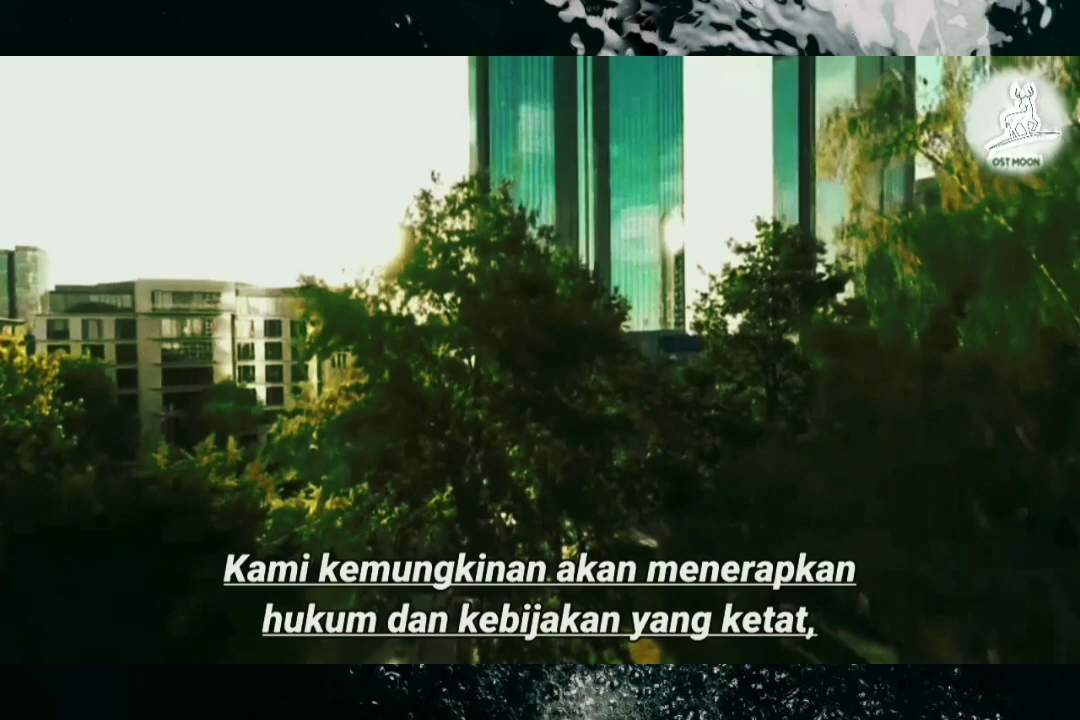 OST MOON
Kami kemungkinan akan menerapkan
hukum dan kebijakan yang ketat,